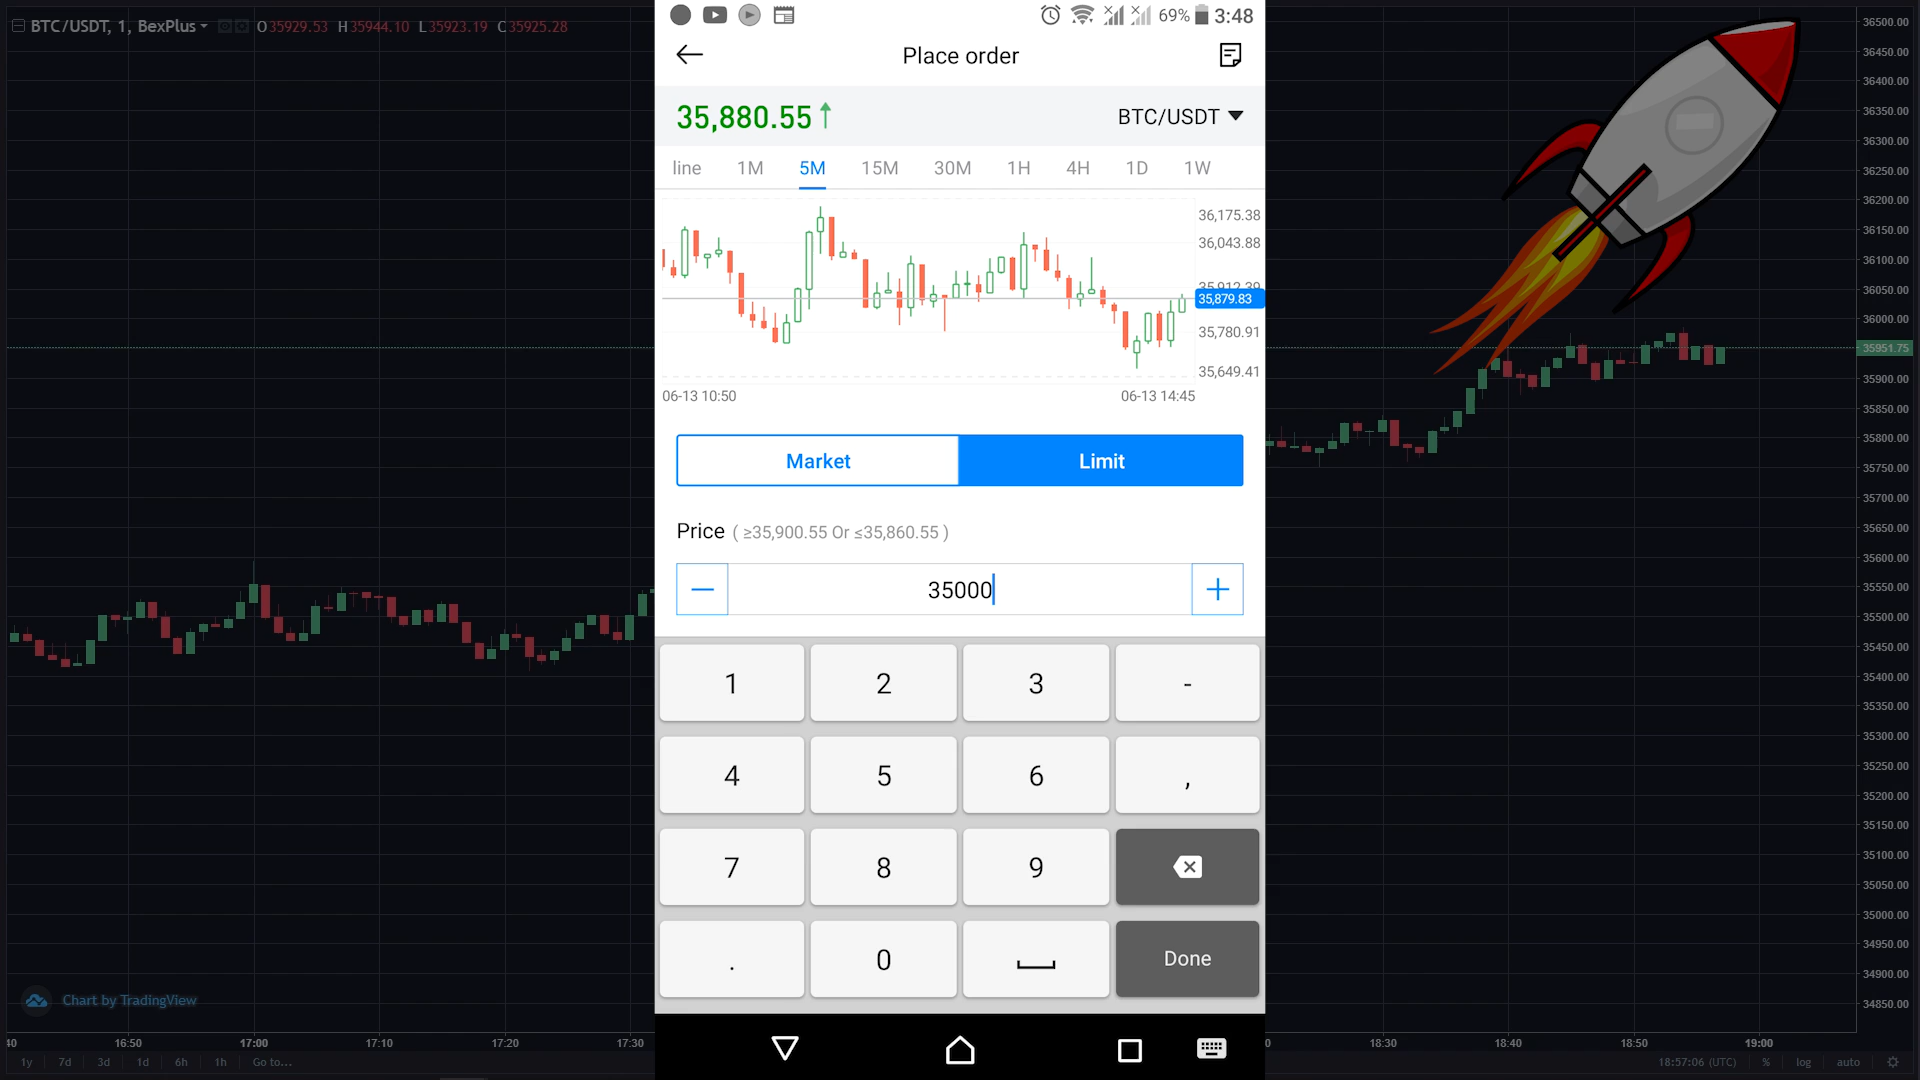 BTC/USDT, 1, BexPlus
O35929.53 H35944.10 L35923.19 C35925.28
69% 3:48
Place order
35,880.55
BTC/USDT
line 1M 5M 15M 30M 1H 4H 1D 1W
36,175.38
36,043.88
35,912.39
35,879.83
35,780.91
35,649.41
06-13 10:50 06-13 14:45
Market Limit
Price ( ≥35,900.55 Or ≤35,860.55 )
35000
1 2 3 -
4 5 6 ,
7 8 9
. 0 Done
36500.00
36450.00
36400.00
36350.00
36300.00
36250.00
36200.00
36150.00
36100.00
36050.00
36000.00
35951.75
35900.00
35850.00
35800.00
35750.00
35700.00
35650.00
35600.00
35550.00
35500.00
35450.00
35400.00
35350.00
35300.00
35250.00
35200.00
35150.00
35100.00
35050.00
35000.00
34950.00
34900.00
34850.00
Chart by TradingView
40 16:50 17:00 17:10 17:20 17:30 0 18:30 18:40 18:50 19:00
1y 7d 3d 1d 6h 1h Go to... 18:57:06 (UTC) % log auto